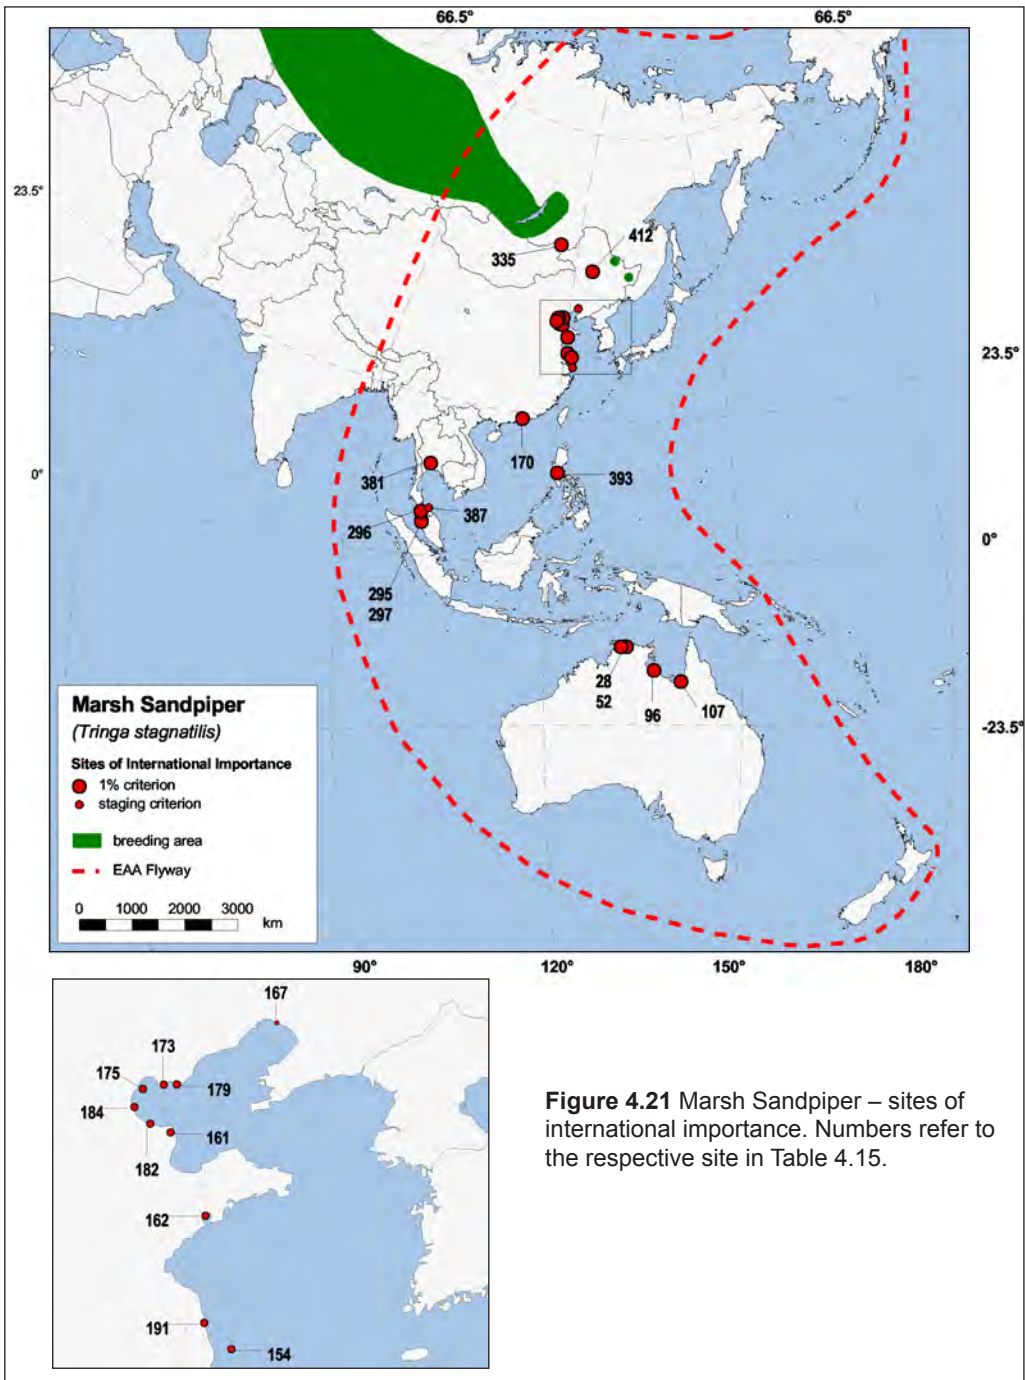 66.5° 66.5°
23.5°
412
335
23.5°
170
393
381
0°
387
296
0°
295
297
28
52
96
107
-23.5°
Marsh Sandpiper
(Tringa stagnatilis)
Sites of International Importance
1% criterion
staging criterion
breeding area
EAA Flyway
0 1000 2000 3000
km
90° 120° 150° 180°
167
173
175
179
184
161
182
162
191
154
Figure 4.21 Marsh Sandpiper – sites of
international importance. Numbers refer to
the respective site in Table 4.15.